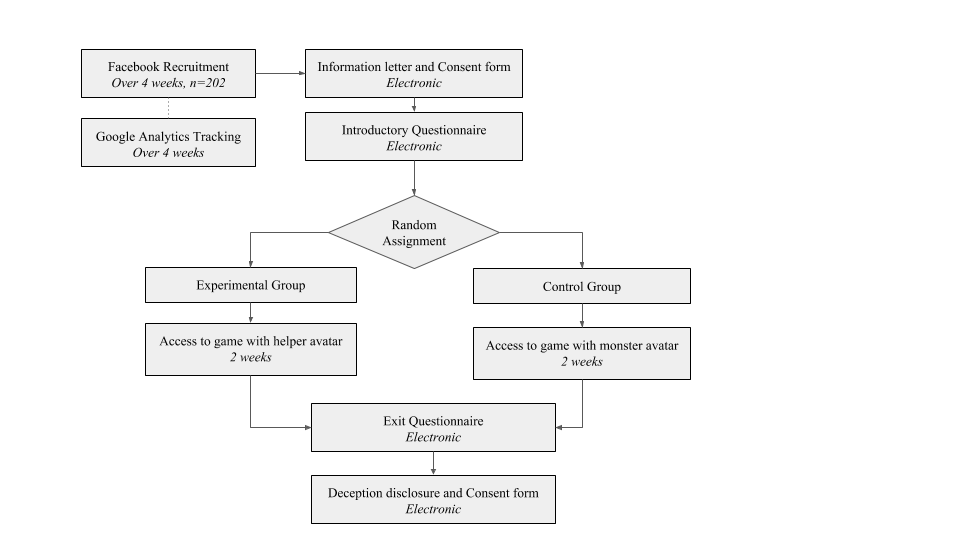 Facebook Recruitment
Over 4 weeks, n=202
Information letter and Consent form
Electronic
Google Analytics Tracking
Over 4 weeks
Introductory Questionnaire
Electronic
Random
Assignment
Experimental Group
Control Group
Access to game with helper avatar
2 weeks
Access to game with monster avatar
2 weeks
Exit Questionnaire
Electronic
Deception disclosure and Consent form
Electronic